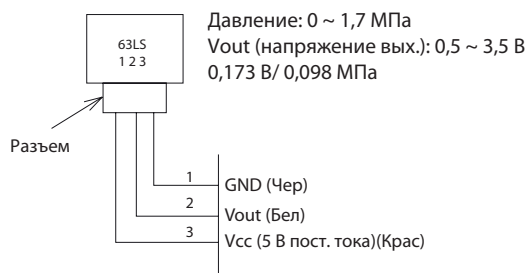 Давление: 0 ~ 1,7 МПа
Vout (напряжение вых.): 0,5 ~ 3,5 В
0,173 В/ 0,098 МПа
63LS
1 2 3
Разъем
1
GND (Чер)
2
Vout (Бел)
3
Vcc (5 В пост. тока)(Крас)